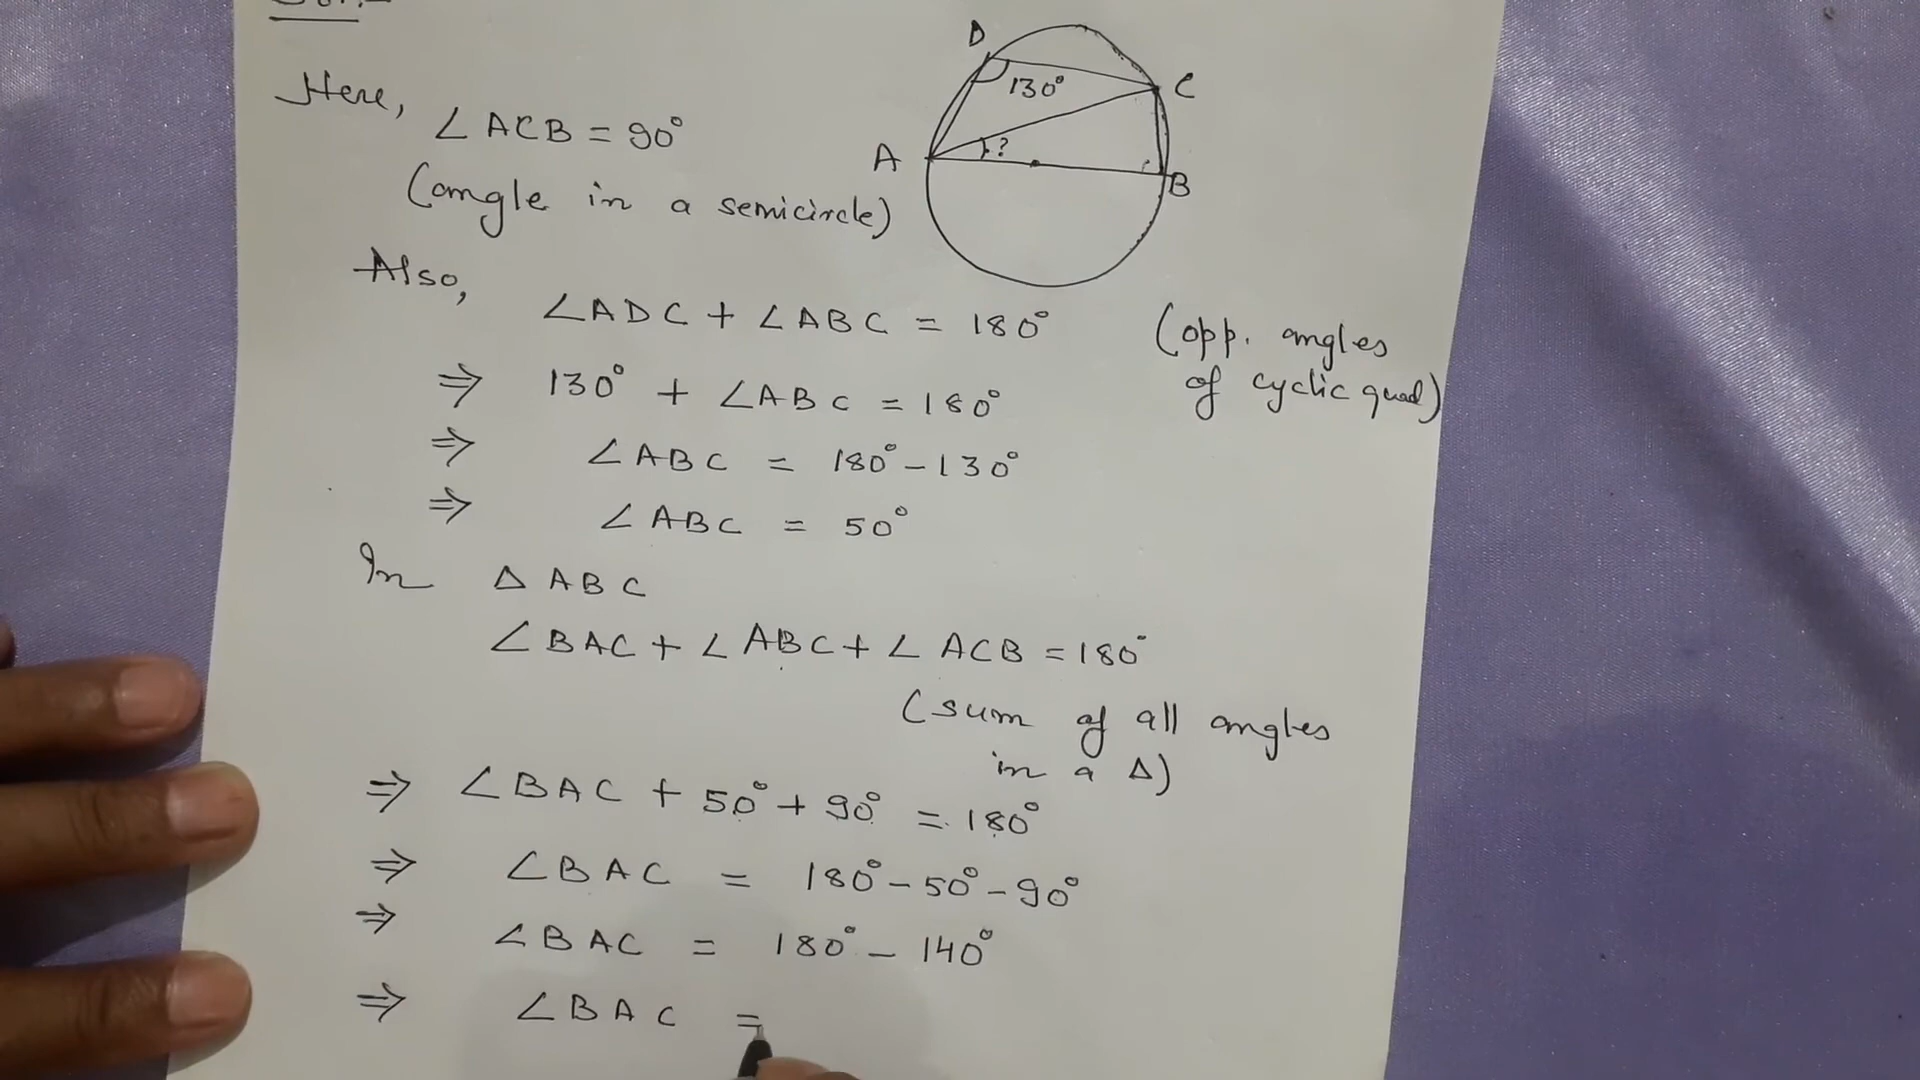 Here,
∠ACB = 90°
(angle in a semicircle)
D
130°
C
A
?
B
Also,
∠ADC + ∠ABC = 180° (opp. angles of cyclic quad)
⇒ 130° + ∠ABC = 180°
⇒ ∠ABC = 180° - 130°
⇒ ∠ABC = 50°
In △ ABC
∠BAC + ∠ABC + ∠ACB = 180°
(sum of all angles
in a △)
⇒ ∠BAC + 50° + 90° = 180°
⇒ ∠BAC = 180° - 50° - 90°
⇒ ∠BAC = 180° - 140°
⇒ ∠BAC =